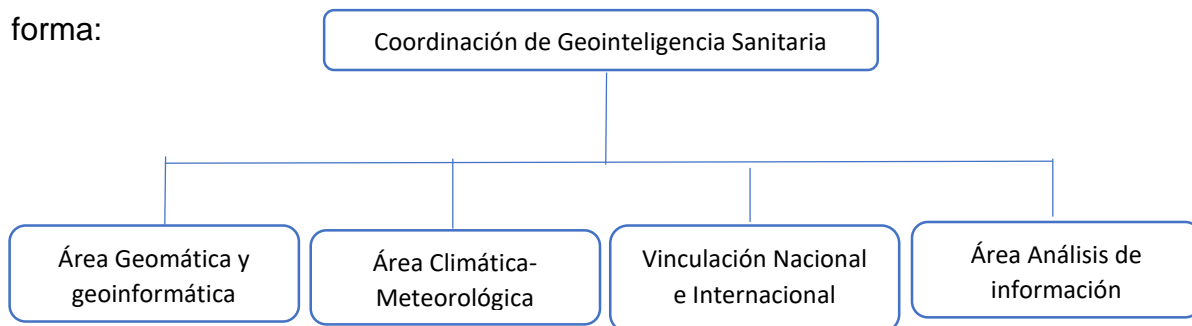 forma:
Coordinación de Geointeligencia Sanitaria
Área Geomática y
geoinformática
Área Climática-
Meteorológica
Vinculación Nacional
e Internacional
Área Análisis de
información